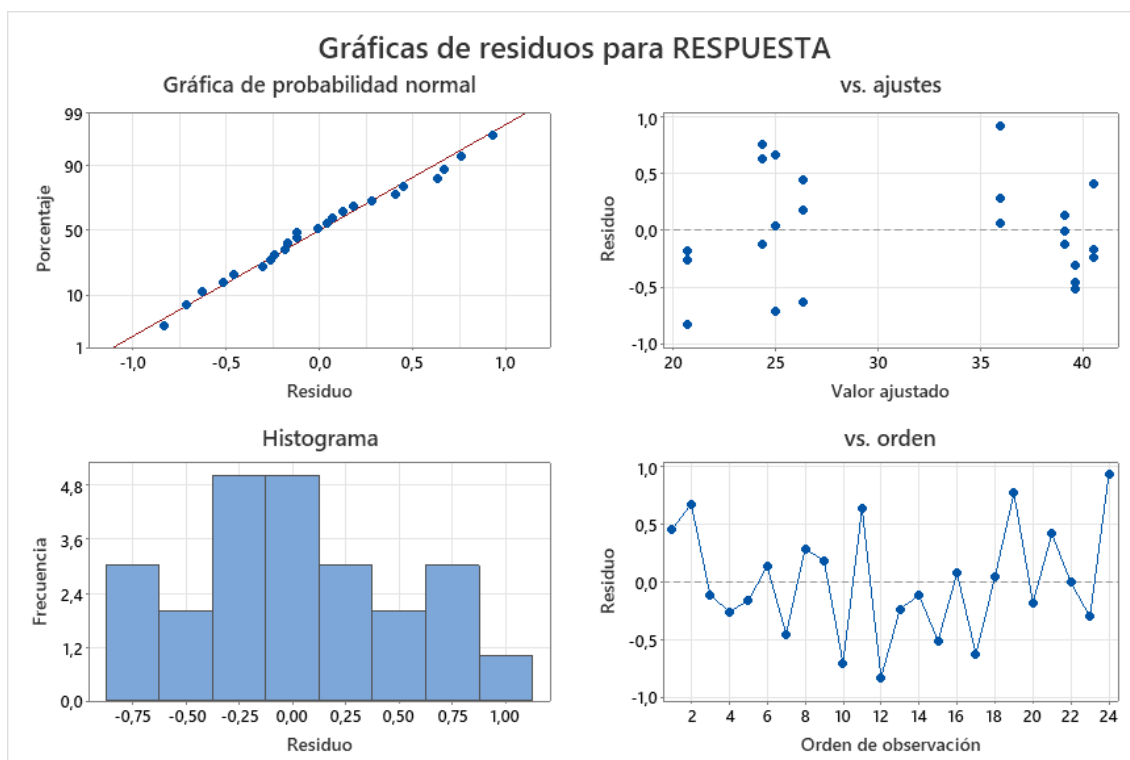 Gráficas de residuos para RESPUESTA
Gráfica de probabilidad normal
99
90
50
10
1
Porcentaje
-1,0 -0,5 0,0 0,5 1,0
Residuo
vs. ajustes
1,0
0,5
0,0
-0,5
-1,0
Residuo
20 25 30 35 40
Valor ajustado
Histograma
4,8
3,6
2,4
1,2
0,0
Frecuencia
-0,75 -0,50 -0,25 0,00 0,25 0,50 0,75 1,00
Residuo
vs. orden
1,0
0,5
0,0
-0,5
-1,0
Residuo
2 4 6 8 10 12 14 16 18 20 22 24
Orden de observación